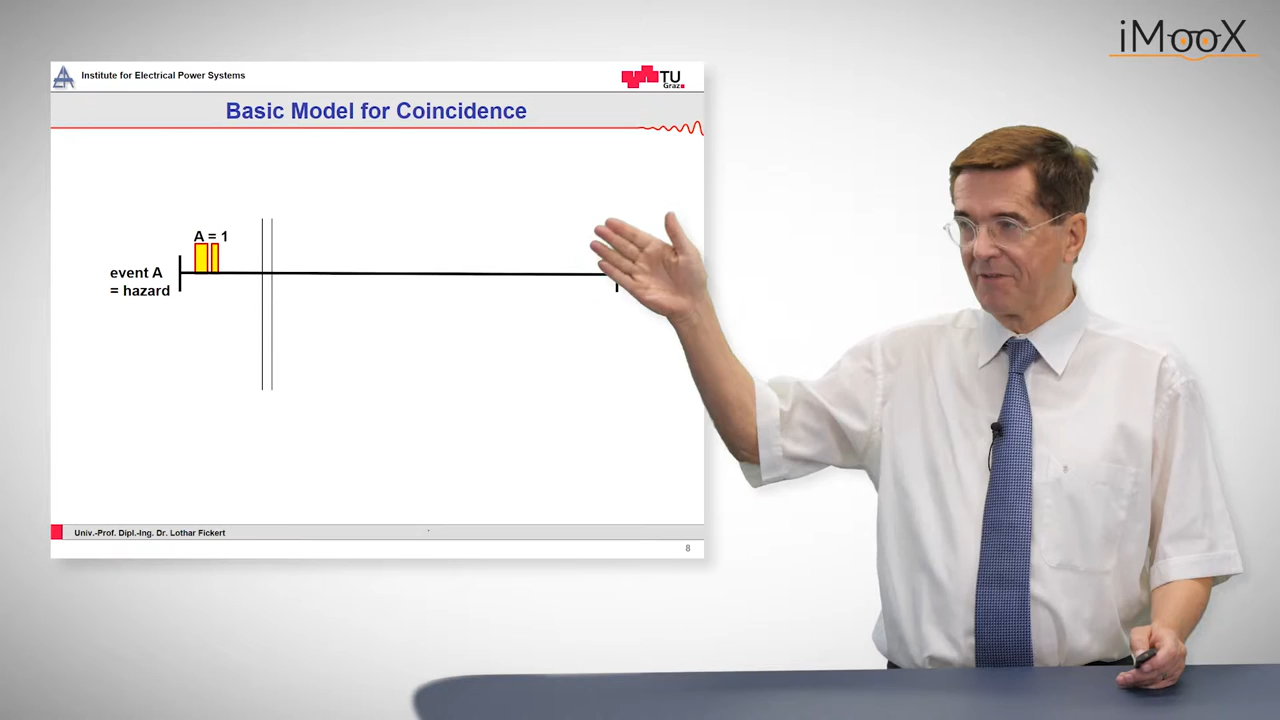 iMooX
Institute for Electrical Power Systems
TU
Graz
Basic Model for Coincidence
A = 1
event A
= hazard
Univ.-Prof. Dipl.-Ing. Dr. Lothar Fickert
8